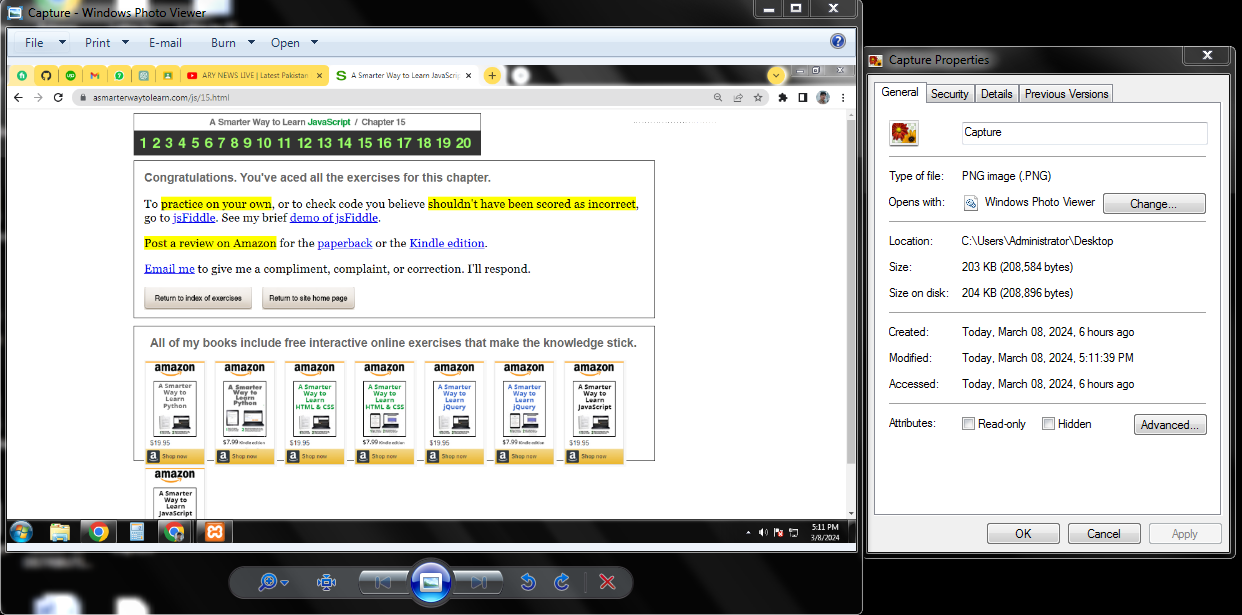 Capture - Windows Photo Viewer
File Print E-mail Burn Open
ARY NEWS LIVE | Latest Pakistan
A Smarter Way to Learn JavaScrip
asmarterwaytolearn.com/js/15.html
A Smarter Way to Learn JavaScript / Chapter 15
1 2 3 4 5 6 7 8 9 10 11 12 13 14 15 16 17 18 19 20
Congratulations. You've aced all the exercises for this chapter.
To practice on your own, or to check code you believe shouldn't have been scored as incorrect,
go to jsFiddle. See my brief demo of jsFiddle.
Post a review on Amazon for the paperback or the Kindle edition.
Email me to give me a compliment, complaint, or correction. I'll respond.
Return to index of exercises
Return to site home page
All of my books include free interactive online exercises that make the knowledge stick.
amazon
A Smarter
Way to
Learn
Python
$19.95
Shop now
amazon
A Smarter
Way to
Learn
Python
$7.99 Kindle edition
Shop now
amazon
A Smarter
Way to
Learn
HTML & CSS
$19.95
Shop now
amazon
A Smarter
Way to
Learn
HTML & CSS
$7.99 Kindle edition
Shop now
amazon
A Smarter
Way to
Learn
jQuery
$19.95
Shop now
amazon
A Smarter
Way to
Learn
jQuery
$7.99 Kindle edition
Shop now
amazon
A Smarter
Way to
Learn
JavaScript
$19.95
Shop now
amazon
A Smarter
Way to
Learn
JavaScript
5:11 PM
3/8/2024
Capture Properties
General Security Details Previous Versions
Capture
Type of file: PNG image (.PNG)
Opens with: Windows Photo Viewer Change...
Location: C:\Users\Administrator\Desktop
Size: 203 KB (208,584 bytes)
Size on disk: 204 KB (208,896 bytes)
Created: Today, March 08, 2024, 6 hours ago
Modified: Today, March 08, 2024, 5:11:39 PM
Accessed: Today, March 08, 2024, 6 hours ago
Attributes: Read-only Hidden Advanced...
OK Cancel Apply